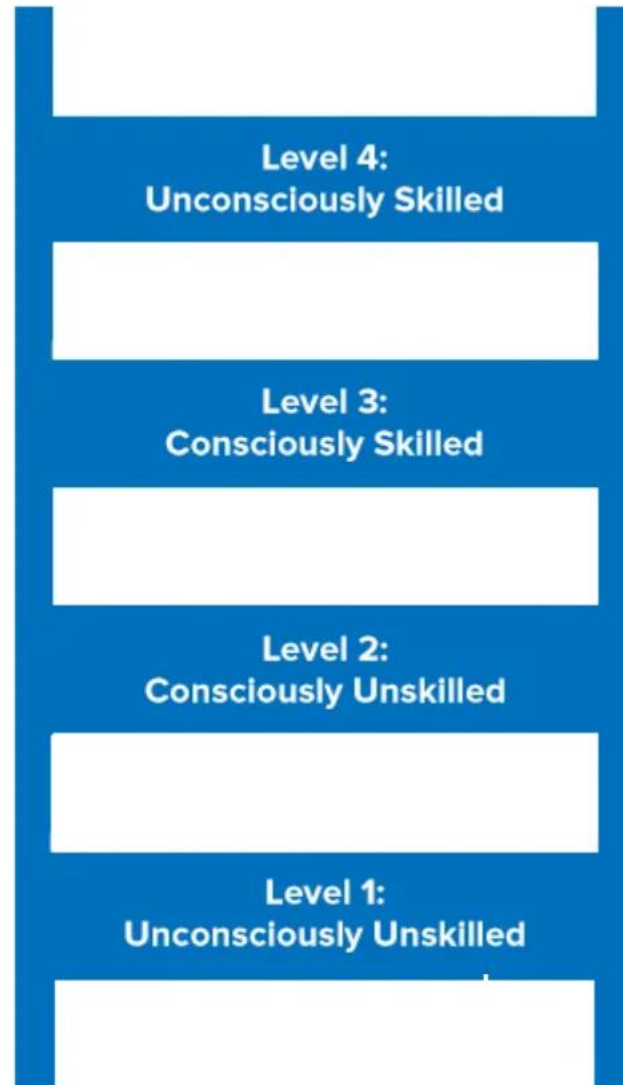 Level 4:
Unconsciously Skilled
Level 3:
Consciously Skilled
Level 2:
Consciously Unskilled
Level 1:
Unconsciously Unskilled